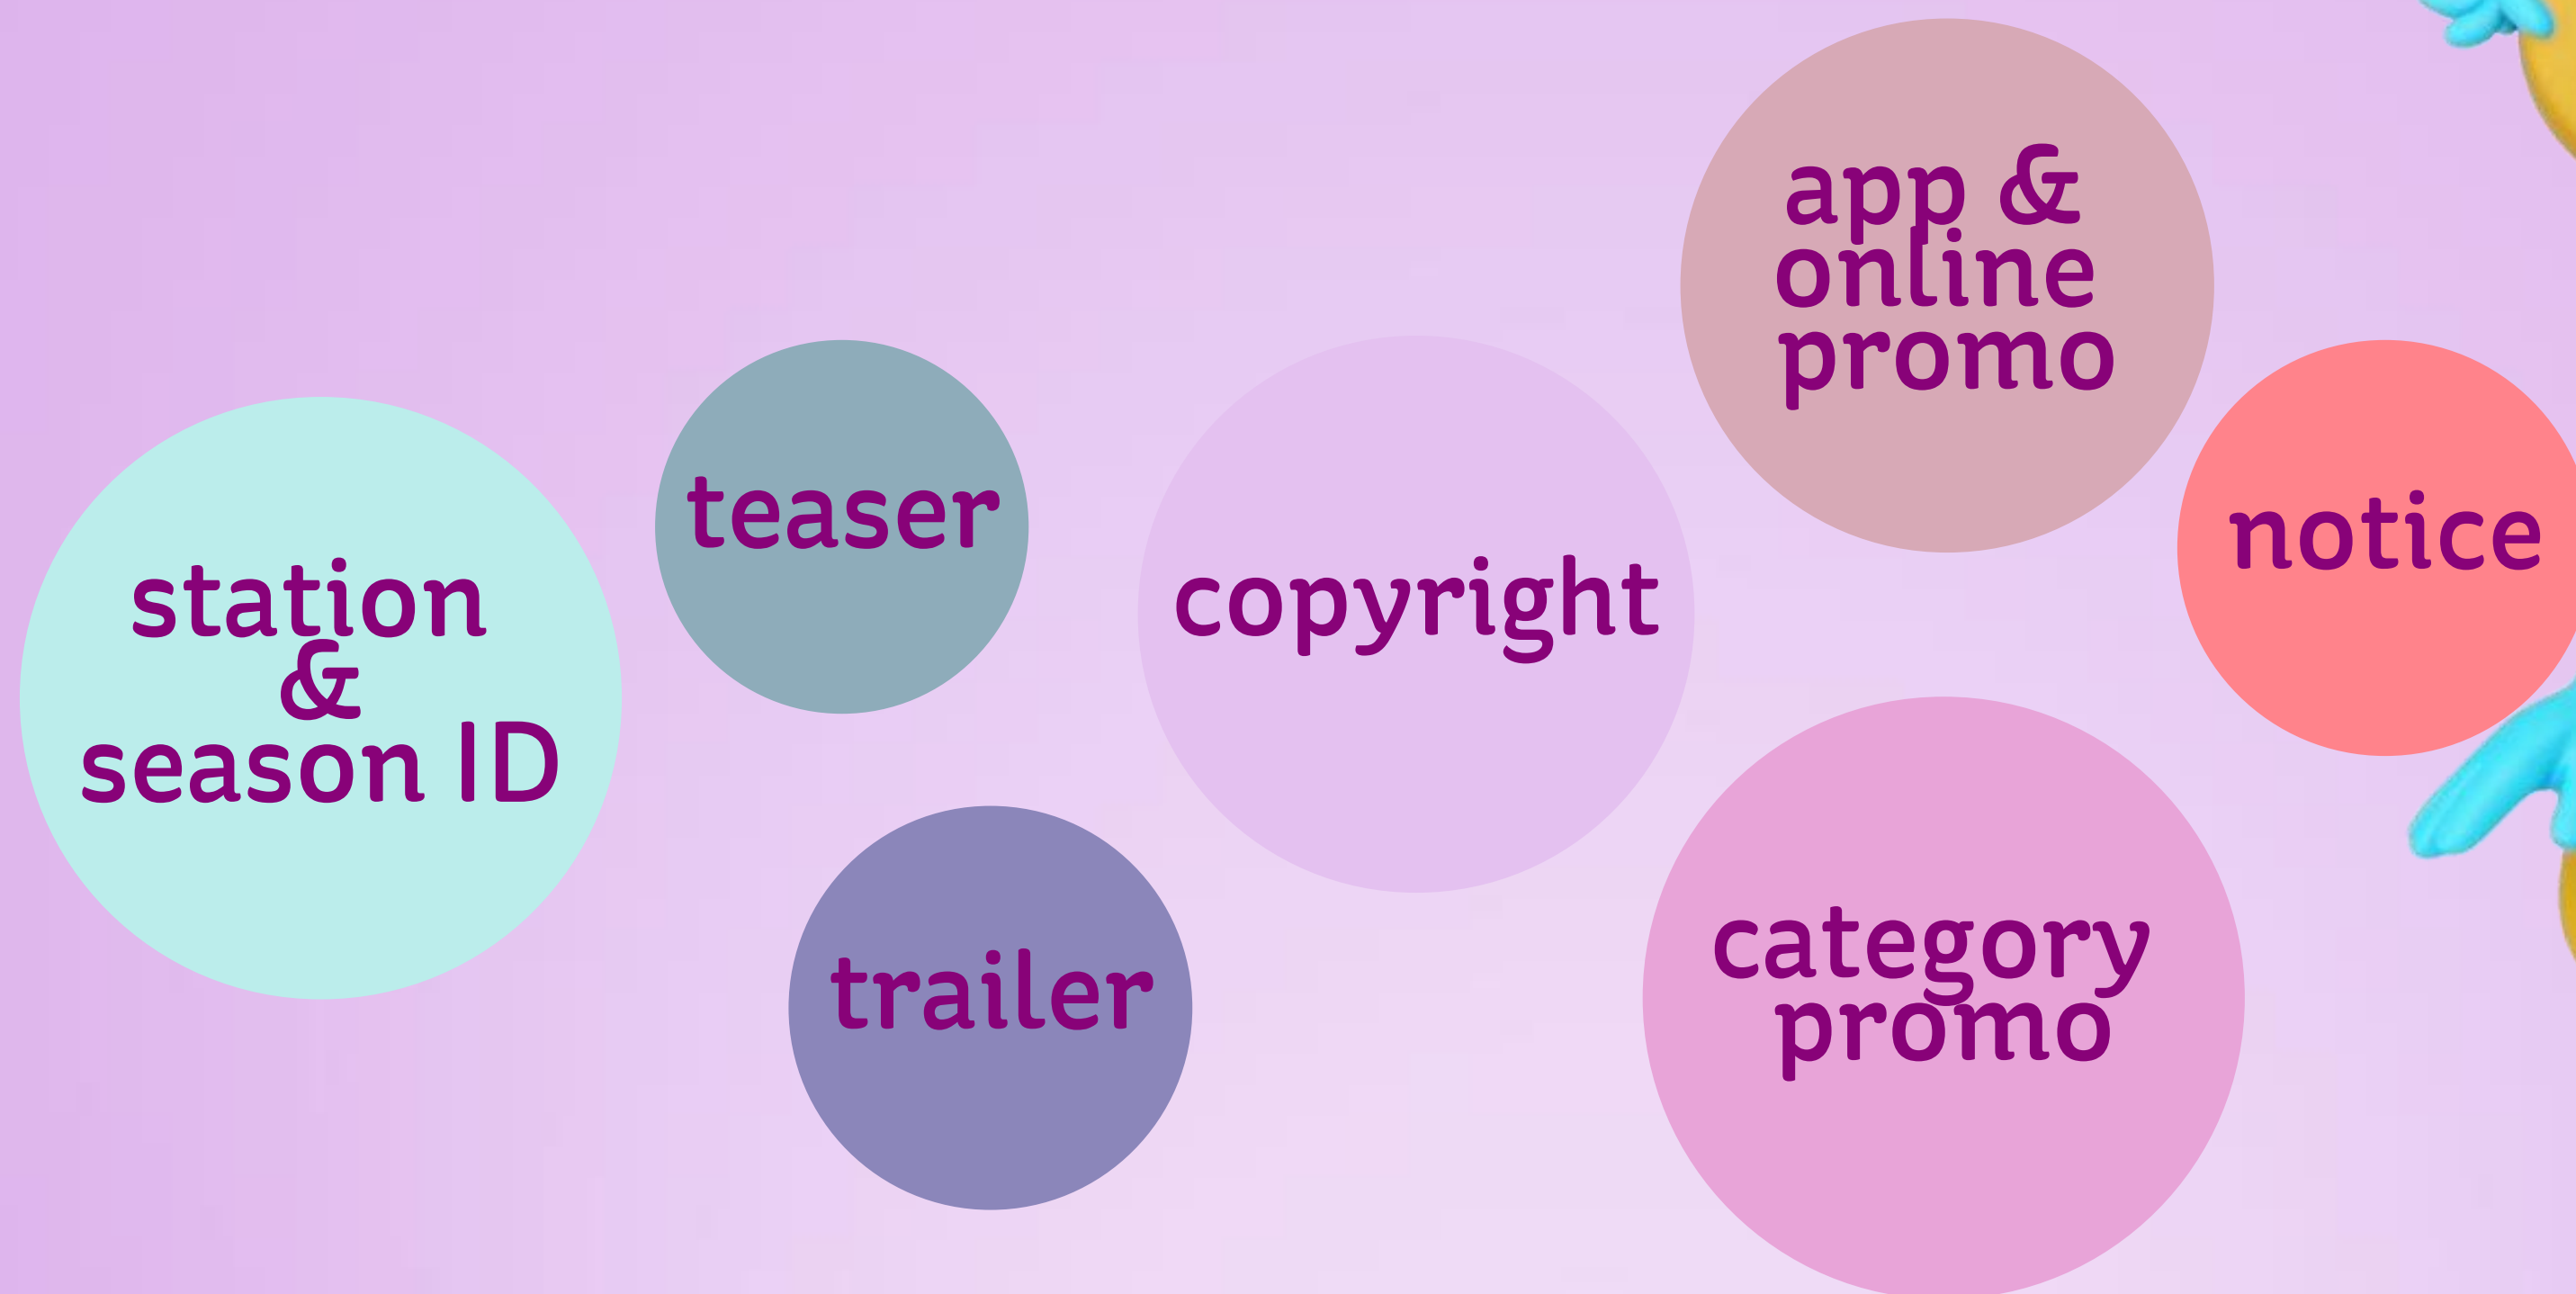 station
&
season ID
teaser
trailer
copyright
app &
online
promo
notice
category
promo